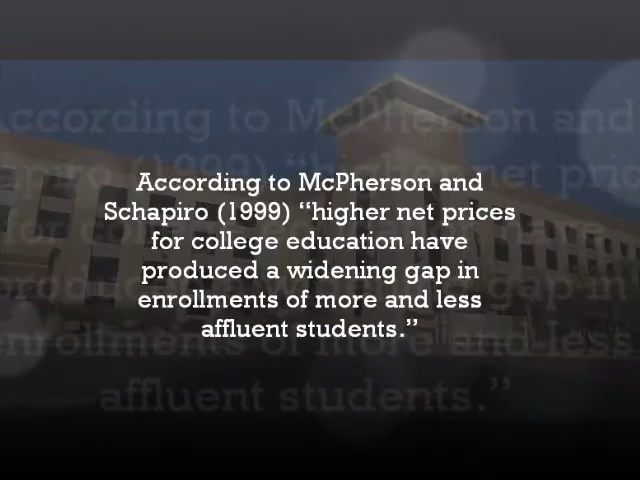 According to McPherson and
Schapiro (1999) “higher net prices
for college education have
produced a widening gap in
enrollments of more and less
affluent students.”